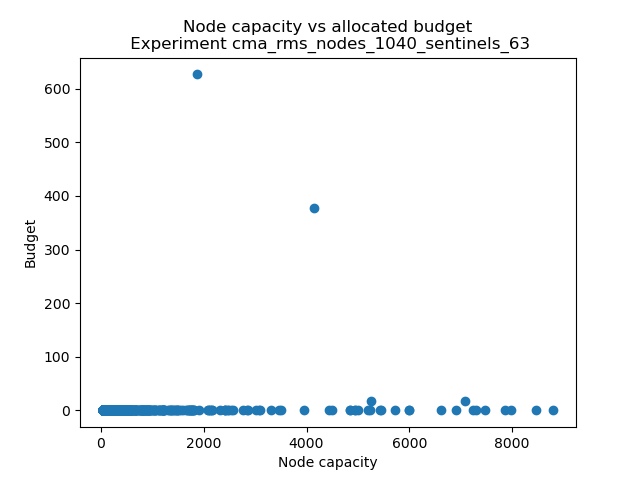 Node capacity vs allocated budget
Experiment cma_rms_nodes_1040_sentinels_63
600
500
400
300
200
100
0
Budget
0 2000 4000 6000 8000
Node capacity